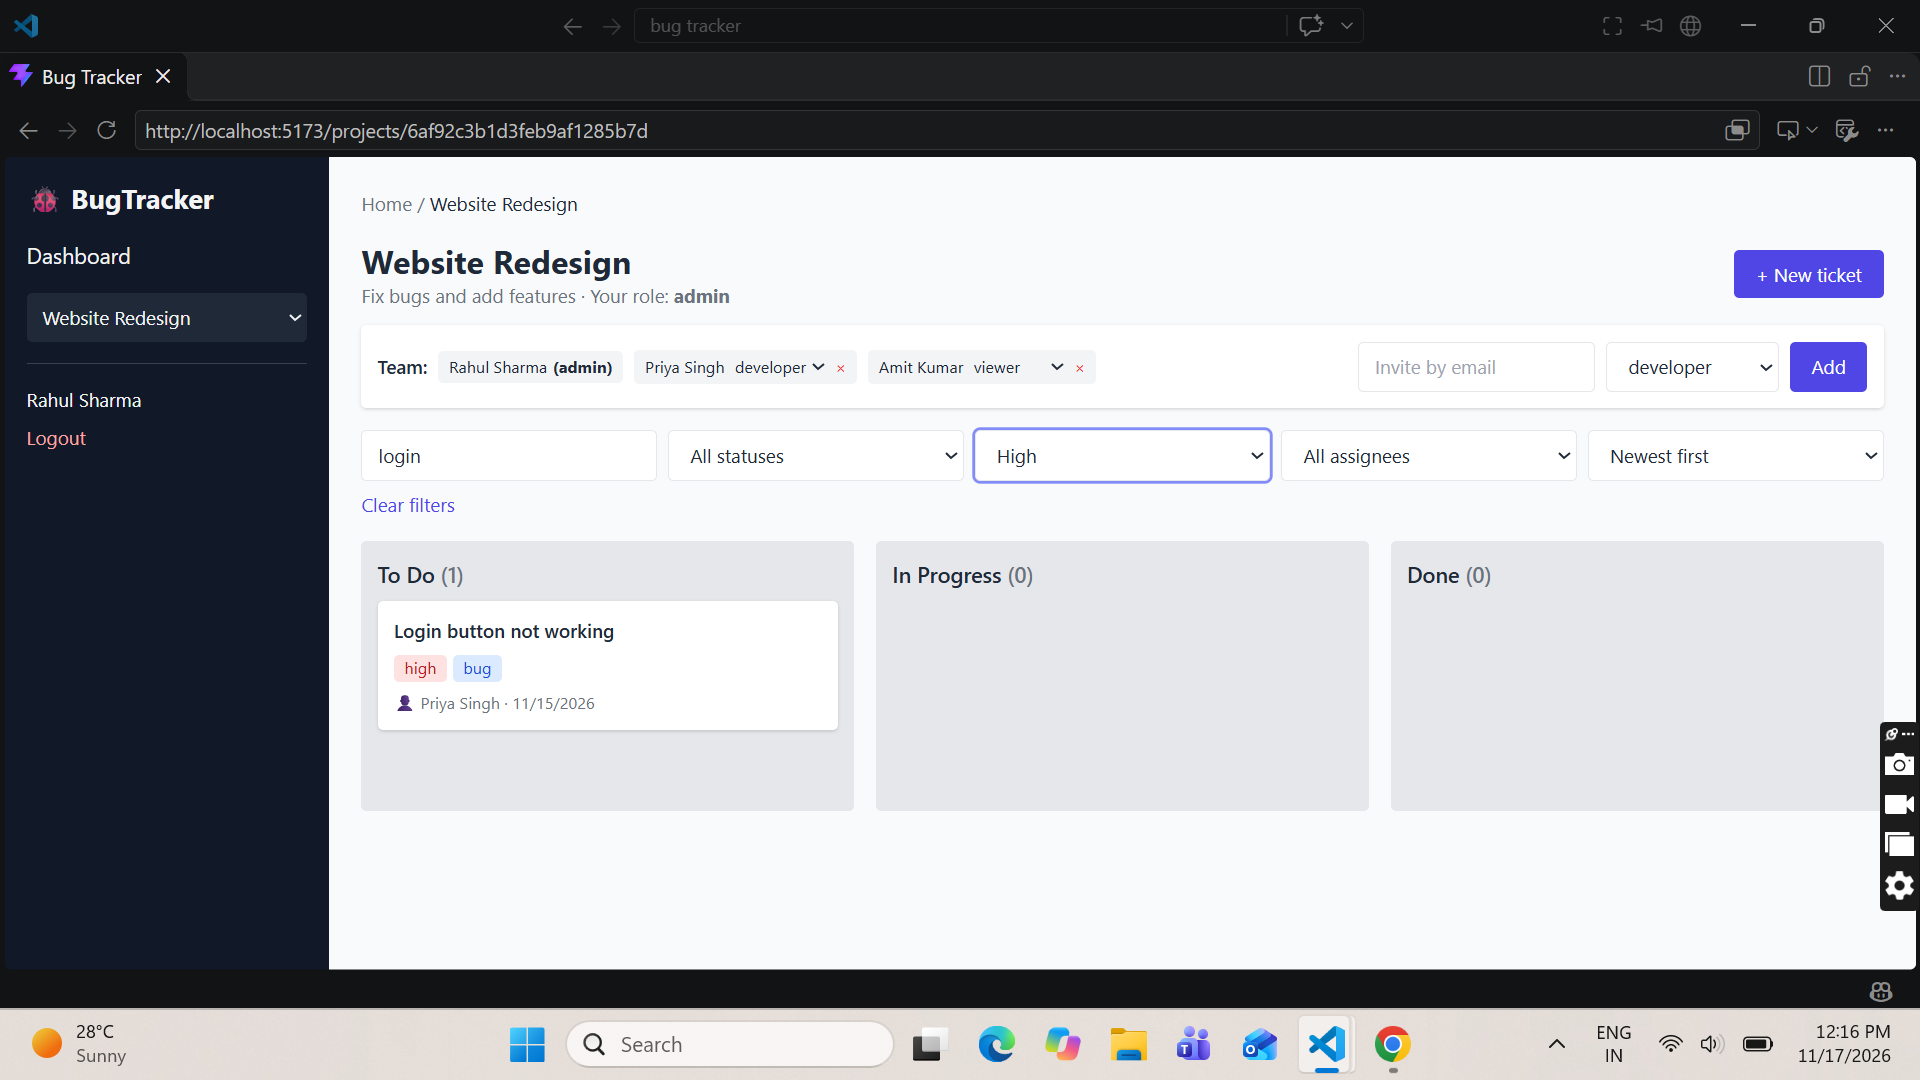 bug tracker
Bug Tracker
http://localhost:5173/projects/6af92c3b1d3feb9af1285b7d
BugTracker
Dashboard
Website Redesign
Rahul Sharma
Logout
Home / Website Redesign
Website Redesign
Fix bugs and add features · Your role: admin
+ New ticket
Team: Rahul Sharma (admin) Priya Singh developer × Amit Kumar viewer × Invite by email developer Add
login All statuses High All assignees Newest first
Clear filters
To Do (1)
Login button not working
high bug
Priya Singh · 11/15/2026
In Progress (0)
Done (0)
28°C
Sunny
Search
ENG
IN
12:16 PM
11/17/2026